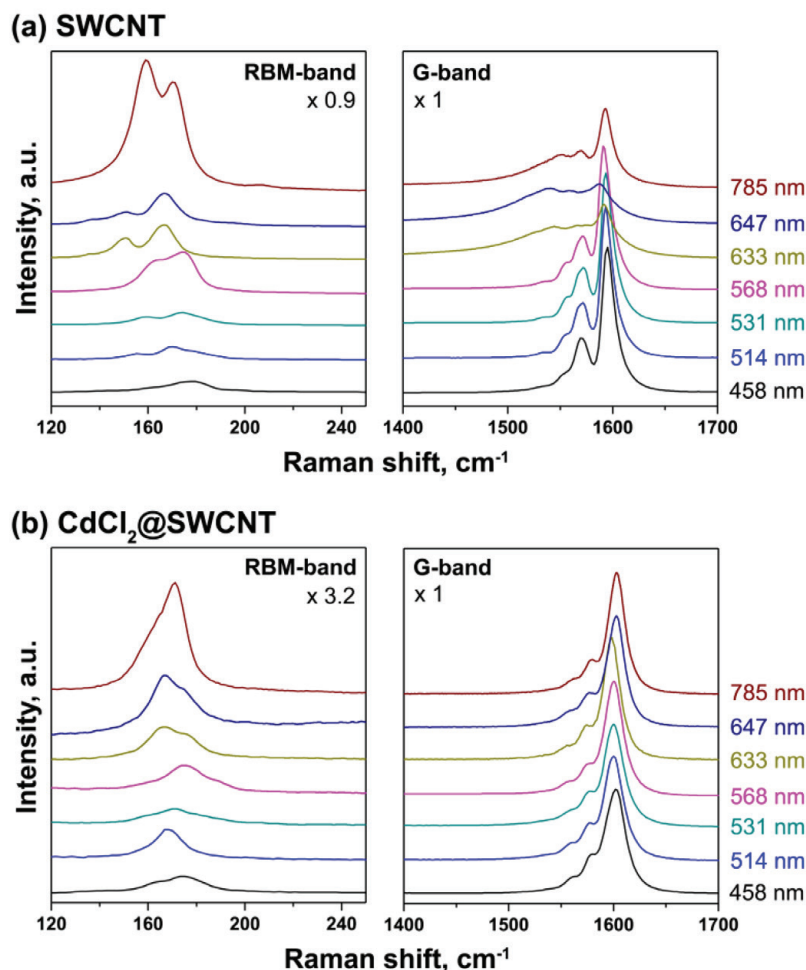 (a) SWCNT
RBM-band
x 0.9
G-band
x 1
785 nm
647 nm
633 nm
568 nm
531 nm
514 nm
458 nm
Intensity, a.u.
120 160 200 240
1400 1500 1600 1700
Raman shift, cm⁻¹
(b) CdCl₂@SWCNT
RBM-band
x 3.2
G-band
x 1
785 nm
647 nm
633 nm
568 nm
531 nm
514 nm
458 nm
Intensity, a.u.
120 160 200 240
1400 1500 1600 1700
Raman shift, cm⁻¹